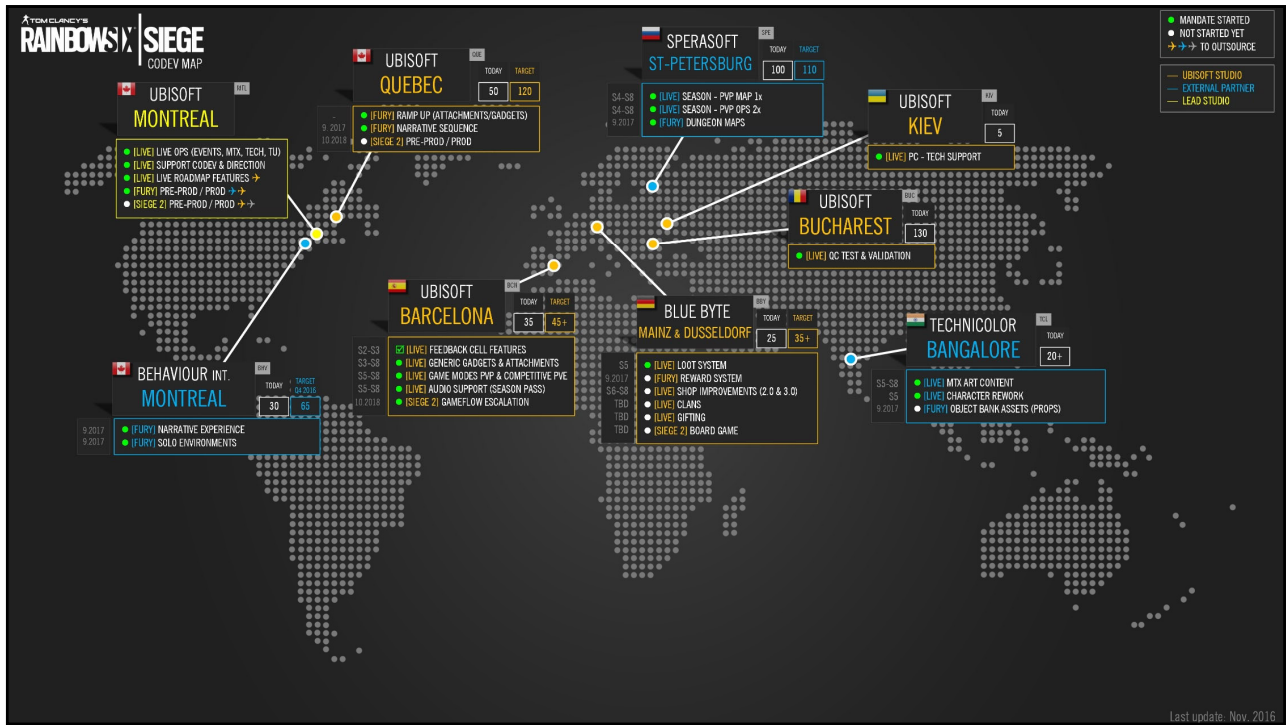 TOM CLANCY'S
RAINBOWSIX | SIEGE
CODEV MAP
MANDATE STARTED
NOT STARTED YET
TO OUTSOURCE
UBISOFT STUDIO
EXTERNAL PARTNER
LEAD STUDIO
UBISOFT
MONTREAL
MTL
[LIVE] LIVE OPS (EVENTS, MTX, TECH, TU)
[LIVE] SUPPORT CODEV & DIRECTION
[LIVE] LIVE ROADMAP FEATURES
[FURY] PRE-PROD / PROD
[SIEGE 2] PRE-PROD / PROD
UBISOFT
QUEBEC
QUE
TODAY TARGET
50 120
- [FURY] RAMP UP (ATTACHMENTS/GADGETS)
9.2017 [FURY] NARRATIVE SEQUENCE
10.2018 [SIEGE 2] PRE-PROD / PROD
SPERASOFT
ST-PETERSBURG
SPE
TODAY TARGET
100 110
S4-S8 [LIVE] SEASON - PVP MAP 1x
S4-S8 [LIVE] SEASON - PVP OPS 2x
9.2017 [FURY] DUNGEON MAPS
UBISOFT
KIEV
KIV
TODAY
5
[LIVE] PC - TECH SUPPORT
UBISOFT
BUCHAREST
BUC
TODAY
130
[LIVE] QC TEST & VALIDATION
UBISOFT
BARCELONA
BCN
TODAY TARGET
35 45+
S2-S3 [LIVE] FEEDBACK CELL FEATURES
S3-S8 [LIVE] GENERIC GADGETS & ATTACHMENTS
S5-S8 [LIVE] GAME MODES PVP & COMPETITIVE PVE
S5-S8 [LIVE] AUDIO SUPPORT (SEASON PASS)
10.2018 [SIEGE 2] GAMEFLOW ESCALATION
BLUE BYTE
MAINZ & DUSSELDORF
BBY
TODAY TARGET
25 35+
S5 [LIVE] LOOT SYSTEM
9.2017 [FURY] REWARD SYSTEM
S6-S8 [LIVE] SHOP IMPROVEMENTS (2.0 & 3.0)
TBD [LIVE] CLANS
TBD [LIVE] GIFTING
TBD [SIEGE 2] BOARD GAME
TECHNICOLOR
BANGALORE
TCL
TODAY
20+
S5-S8 [LIVE] MTX ART CONTENT
S5 [LIVE] CHARACTER REWORK
9.2017 [FURY] OBJECT BANK ASSETS (PROPS)
BEHAVIOUR INT.
MONTREAL
BHV
TODAY TARGET
Q4 2016
30 65
9.2017 [FURY] NARRATIVE EXPERIENCE
9.2017 [FURY] SOLO ENVIRONMENTS
Last update: Nov. 2016